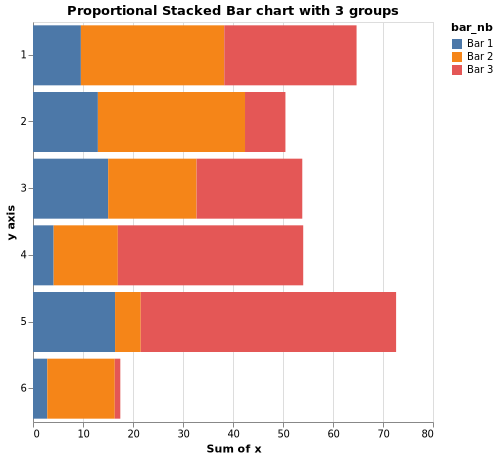 Proportional Stacked Bar chart with 3 groups
bar_nb
Bar 1
Bar 2
Bar 3
y axis
1
2
3
4
5
6
0 10 20 30 40 50 60 70 80
Sum of x